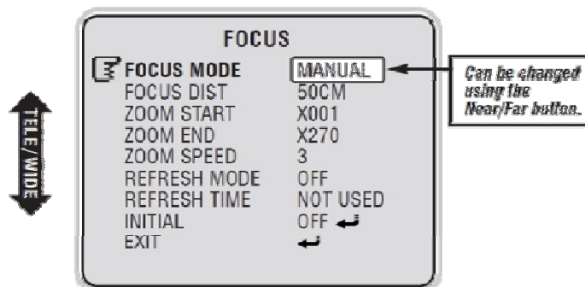 FOCUS
FOCUS MODE MANUAL
FOCUS DIST 50CM
ZOOM START X001
ZOOM END X270
ZOOM SPEED 3
REFRESH MODE OFF
REFRESH TIME NOT USED
INITIAL OFF ↵
EXIT ↵
Can be changed
using the
Near/Far button.
TELE/WIDE